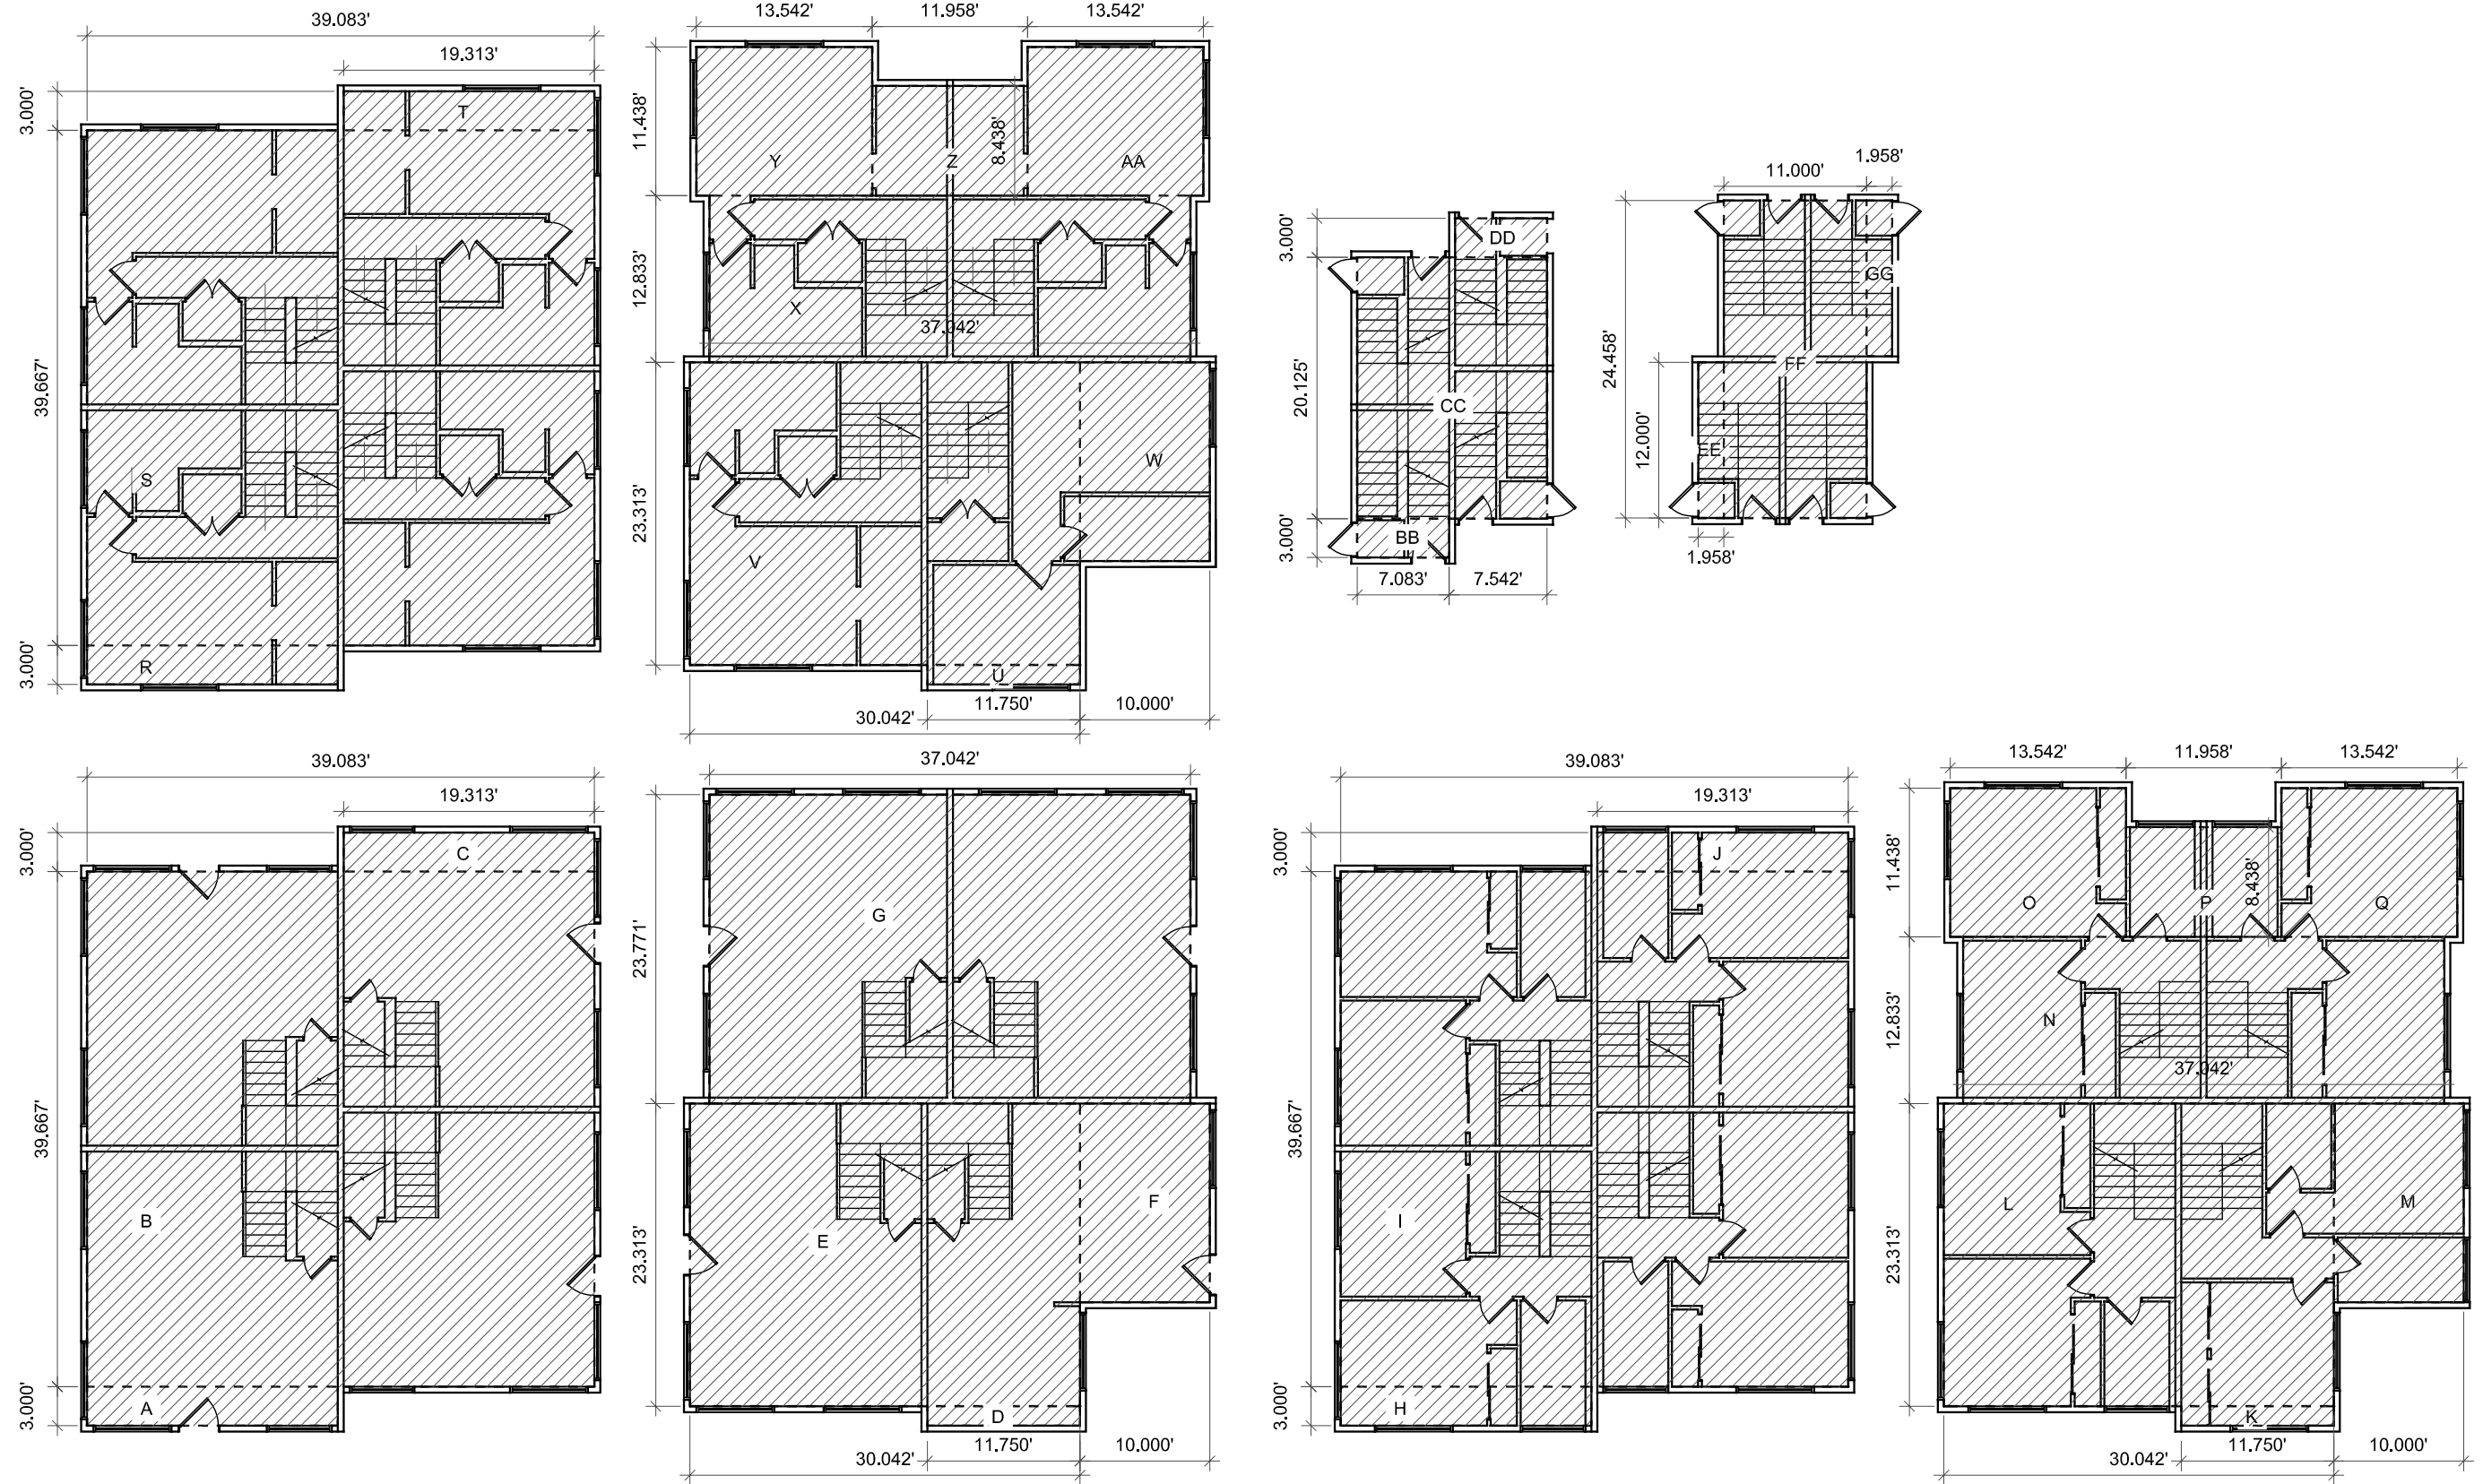 39.083'
19.313'
3.000'
39.667'
3.000'
T
S
R
13.542'
11.958'
13.542'
11.438'
8.438'
12.833'
23.313'
Y
Z
AA
X
37.042'
W
V
U
11.750'
10.000'
30.042'
3.000'
20.125'
3.000'
DD
CC
BB
7.083'
7.542'
11.000'
1.958'
24.458'
12.000'
GG
FF
EE
1.958'
39.083'
19.313'
3.000'
39.667'
3.000'
C
B
A
37.042'
23.771'
23.313'
G
F
E
D
11.750'
10.000'
30.042'
39.083'
19.313'
3.000'
39.667'
3.000'
J
I
H
13.542'
11.958'
13.542'
11.438'
8.438'
12.833'
23.313'
O
P
Q
N
37.042'
L
M
K
11.750'
10.000'
30.042'